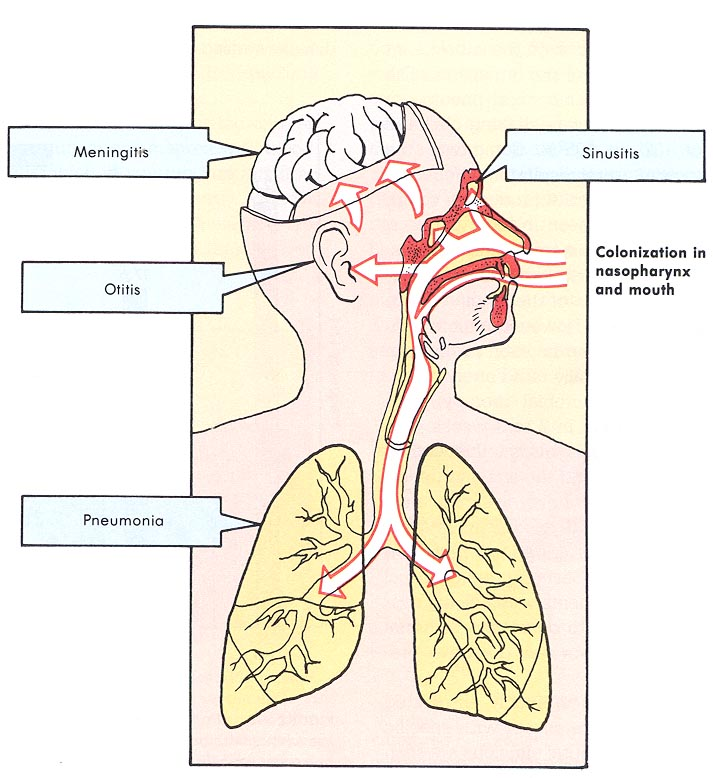 Meningitis
Sinusitis
Colonization in
nasopharynx
and mouth
Otitis
Pneumonia